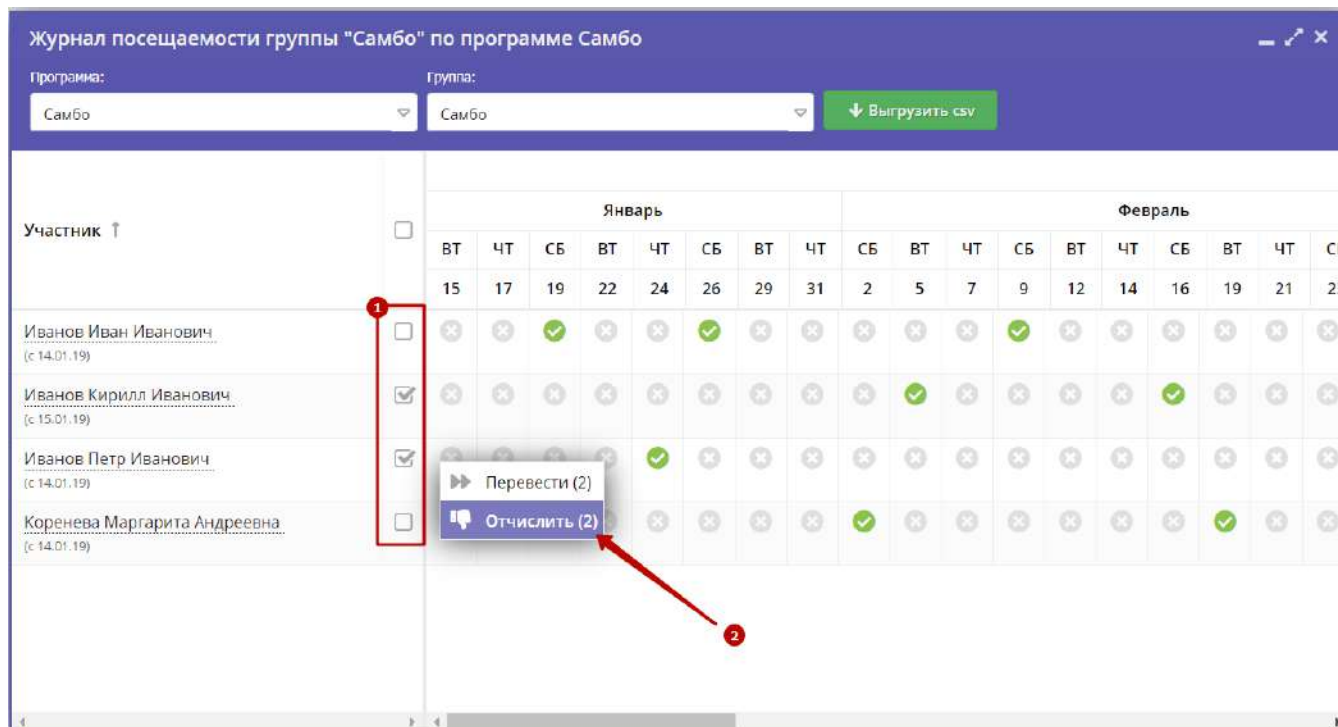 Журнал посещаемости группы "Самбо" по программе Самбо
Программа:
Группа:
Самбо
Самбо
Выгрузить csv
Участник ↑
Январь
Февраль
ВТ ЧТ СБ ВТ ЧТ СБ ВТ ЧТ СБ ВТ ЧТ СБ ВТ ЧТ СБ ВТ ЧТ
15 17 19 22 24 26 29 31 2 5 7 9 12 14 16 19 21
1
Иванов Иван Иванович
(с 14.01.19)
Иванов Кирилл Иванович
(с 15.01.19)
Иванов Петр Иванович
(с 14.01.19)
Перевести (2)
Отчислить (2)
Коренева Маргарита Андреевна
(с 14.01.19)
2